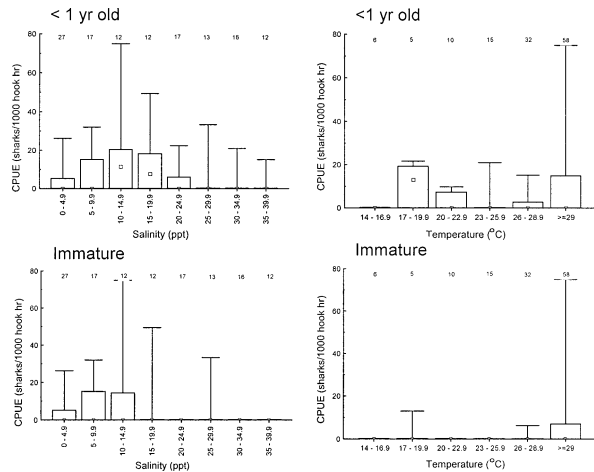 < 1 yr old
27 17 12 12 17 13 16 12
80
60
40
20
0
CPUE (sharks/1000 hook hr)
0 - 4.9
5 - 9.9
10 - 14.9
15 - 19.9
20 - 24.9
25 - 29.9
30 - 34.9
35 - 39.9
Salinity (ppt)
6 5 10 15 32 58
80
60
40
20
0
CPUE (sharks/1000 hook hr)
14 - 16.9 17 - 19.9 20 - 22.9 23 - 25.9 26 - 28.9 >=29
Temperature (°C)
Immature
27 17 12 12 17 13 16 12
80
60
40
20
0
CPUE (sharks/1000 hook hr)
0 - 4.9
5 - 9.9
10 - 14.9
15 - 19.9
20 - 24.9
25 - 29.9
30 - 34.9
35 - 39.9
Salinity (ppt)
Immature
6 5 10 15 32 58
80
60
40
20
0
CPUE (sharks/1000 hook hr)
14 - 16.9 17 - 19.9 20 - 22.9 23 - 25.9 26 - 28.9 >=29
Temperature (°C)